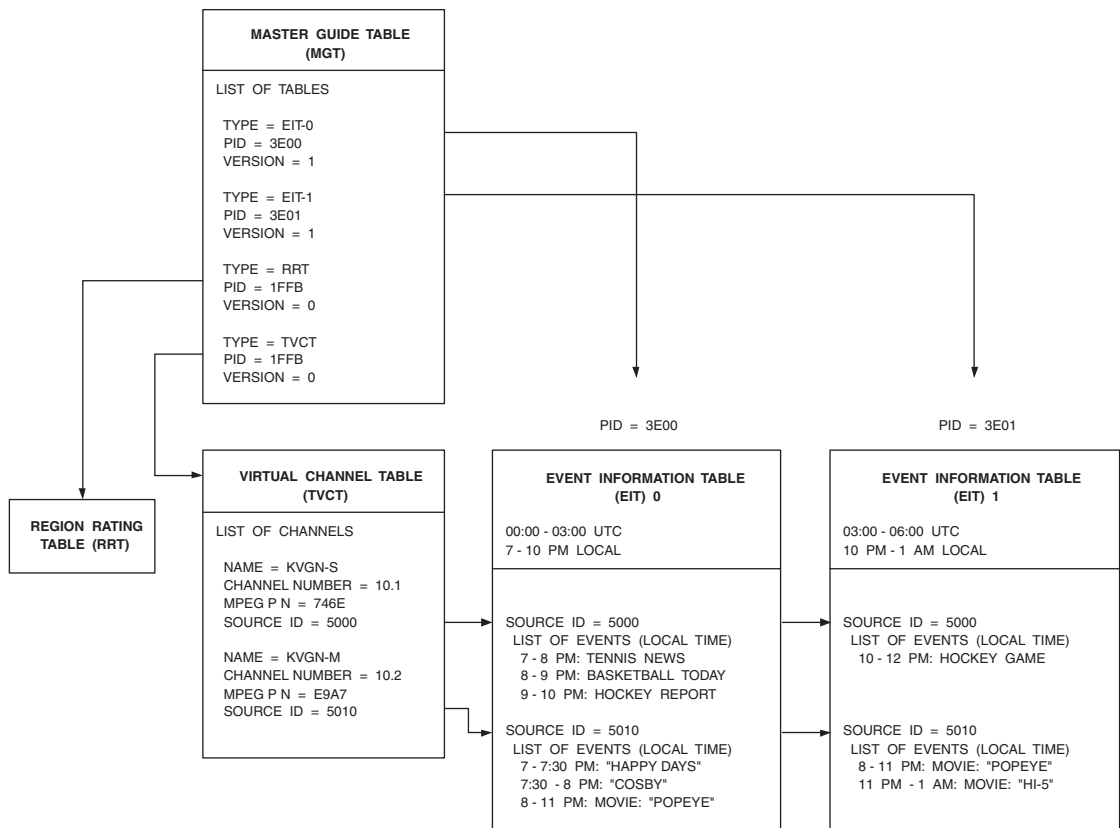 MASTER GUIDE TABLE
(MGT)
LIST OF TABLES
TYPE = EIT-0
PID = 3E00
VERSION = 1
TYPE = EIT-1
PID = 3E01
VERSION = 1
TYPE = RRT
PID = 1FFB
VERSION = 0
TYPE = TVCT
PID = 1FFB
VERSION = 0
REGION RATING
TABLE (RRT)
VIRTUAL CHANNEL TABLE
(TVCT)
LIST OF CHANNELS
NAME = KVGN-S
CHANNEL NUMBER = 10.1
MPEG P N = 746E
SOURCE ID = 5000
NAME = KVGN-M
CHANNEL NUMBER = 10.2
MPEG P N = E9A7
SOURCE ID = 5010
PID = 3E00
EVENT INFORMATION TABLE
(EIT) 0
00:00 - 03:00 UTC
7 - 10 PM LOCAL
SOURCE ID = 5000
LIST OF EVENTS (LOCAL TIME)
7 - 8 PM: TENNIS NEWS
8 - 9 PM: BASKETBALL TODAY
9 - 10 PM: HOCKEY REPORT
SOURCE ID = 5010
LIST OF EVENTS (LOCAL TIME)
7 - 7:30 PM: "HAPPY DAYS"
7:30 - 8 PM: "COSBY"
8 - 11 PM: MOVIE: "POPEYE"
PID = 3E01
EVENT INFORMATION TABLE
(EIT) 1
03:00 - 06:00 UTC
10 PM - 1 AM LOCAL
SOURCE ID = 5000
LIST OF EVENTS (LOCAL TIME)
10 - 12 PM: HOCKEY GAME
SOURCE ID = 5010
LIST OF EVENTS (LOCAL TIME)
8 - 11 PM: MOVIE: "POPEYE"
11 PM - 1 AM: MOVIE: "HI-5"